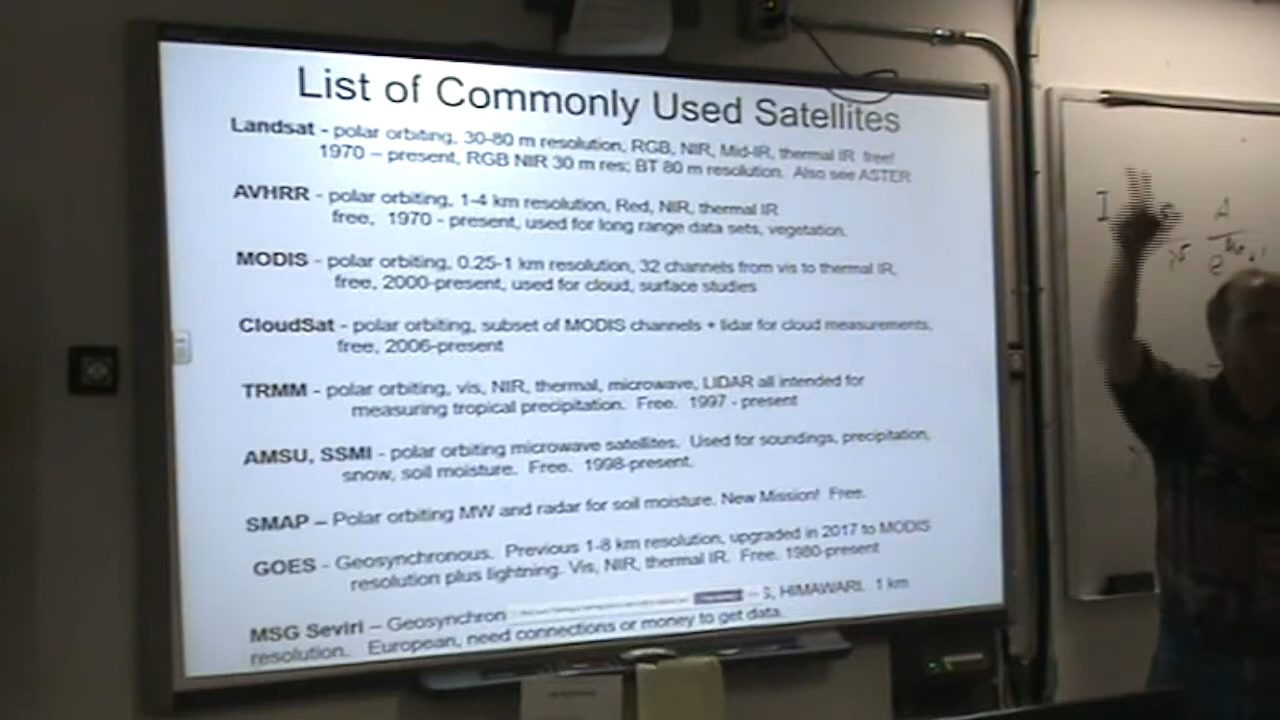 List of Commonly Used Satellites
Landsat - polar orbiting, 30-80 m resolution, RGB, NIR, Mid-IR, thermal IR free!
1970 – present, RGB NIR 30 m res; BT 80 m resolution. Also see ASTER
AVHRR - polar orbiting, 1-4 km resolution, Red, NIR, thermal IR
free, 1970 - present, used for long range data sets, vegetation.
MODIS - polar orbiting, 0.25-1 km resolution, 32 channels from vis to thermal IR,
free, 2000-present, used for cloud, surface studies
CloudSat - polar orbiting, subset of MODIS channels + lidar for cloud measurements,
free, 2006-present
TRMM - polar orbiting, vis, NIR, thermal, microwave, LIDAR all intended for
measuring tropical precipitation. Free. 1997 - present
AMSU, SSMI - polar orbiting microwave satellites. Used for soundings, precipitation,
snow, soil moisture. Free. 1998-present.
SMAP – Polar orbiting MW and radar for soil moisture. New Mission! Free.
GOES - Geosynchronous. Previous 1-8 km resolution, upgraded in 2017 to MODIS
resolution plus lightning. Vis, NIR, thermal IR. Free. 1980-present
MSG Seviri – Geosynchron S, HIMAWARI. 1 km
resolution. European, need connections or money to get data.